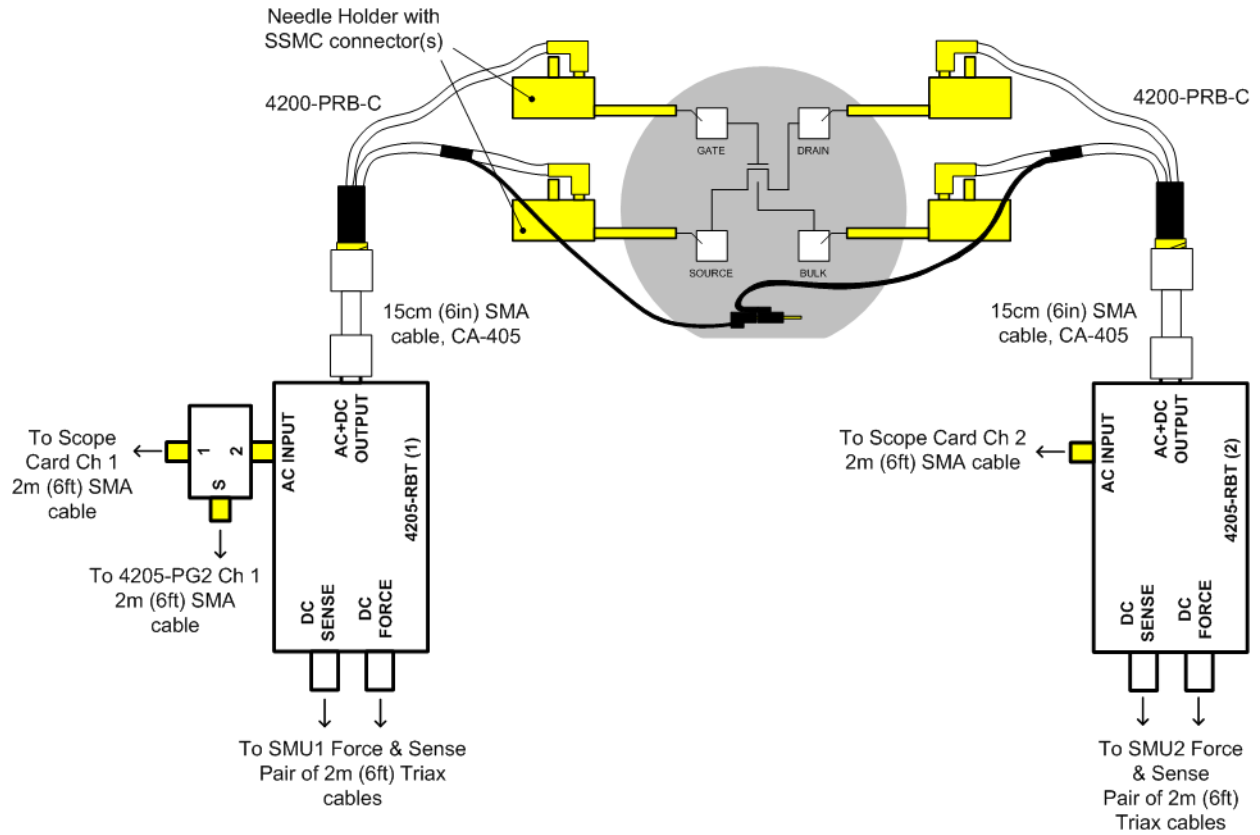 Needle Holder with
SSMC connector(s)
4200-PRB-C
4200-PRB-C
GATE
DRAIN
SOURCE
BULK
15cm (6in) SMA
cable, CA-405
15cm (6in) SMA
cable, CA-405
To Scope
Card Ch 1
2m (6ft) SMA
cable
1
2
S
To 4205-PG2 Ch 1
2m (6ft) SMA
cable
AC INPUT
AC+DC
OUTPUT
4205-RBT (1)
DC
SENSE
DC
FORCE
To SMU1 Force & Sense
Pair of 2m (6ft) Triax
cables
To Scope Card Ch 2
2m (6ft) SMA cable
AC INPUT
AC+DC
OUTPUT
4205-RBT (2)
DC
SENSE
DC
FORCE
To SMU2 Force
& Sense
Pair of 2m (6ft)
Triax cables